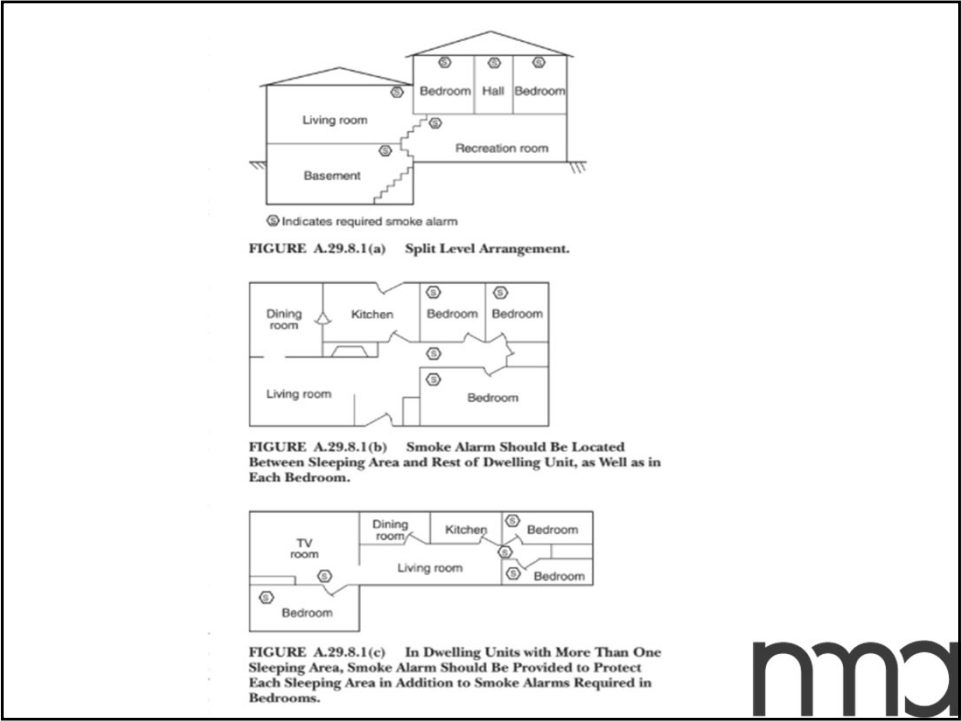 S S S
Bedroom Hall Bedroom
S
Living room
S
Recreation room
S
Basement
S Indicates required smoke alarm
FIGURE A.29.8.1(a) Split Level Arrangement.
S S
Dining
room
Kitchen
Bedroom Bedroom
S
S
Living room
Bedroom
FIGURE A.29.8.1(b) Smoke Alarm Should Be Located
Between Sleeping Area and Rest of Dwelling Unit, as Well as in
Each Bedroom.
TV
room
Dining
room
Kitchen
S Bedroom
S
Living room
S Bedroom
S
S
Bedroom
FIGURE A.29.8.1(c) In Dwelling Units with More Than One
Sleeping Area, Smoke Alarm Should Be Provided to Protect
Each Sleeping Area in Addition to Smoke Alarms Required in
Bedrooms.
nma